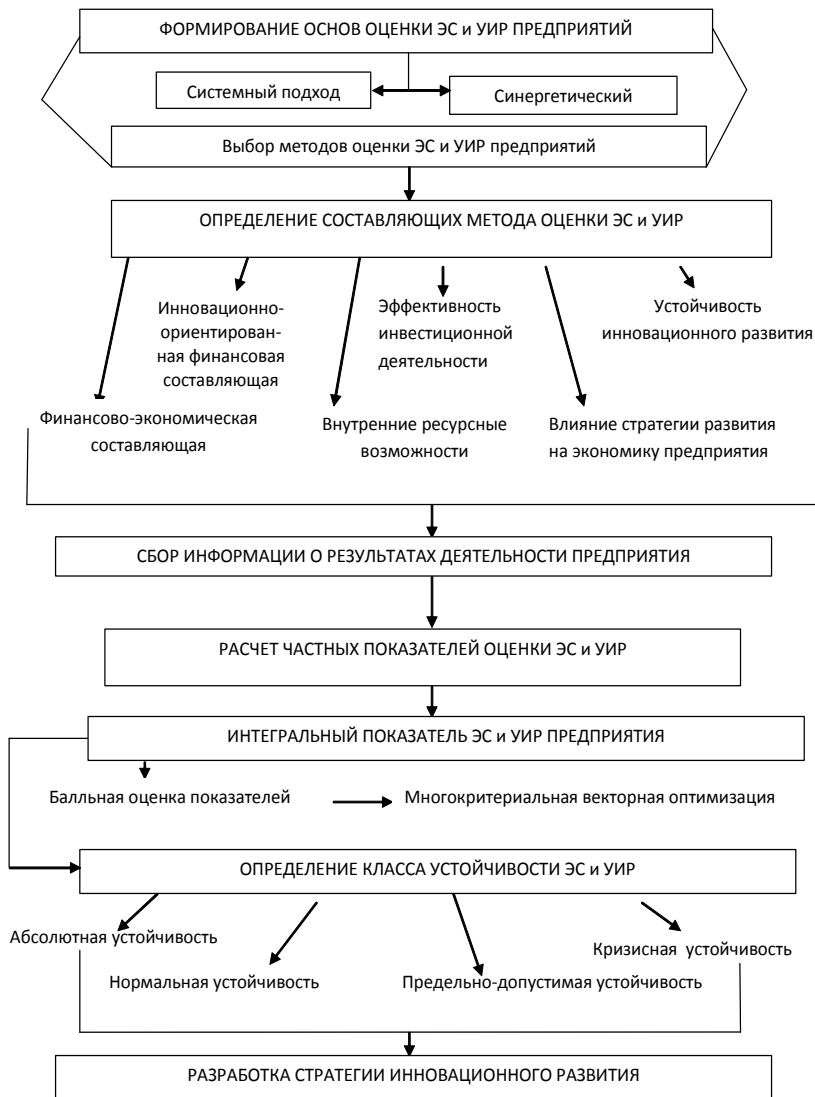 ФОРМИРОВАНИЕ ОСНОВ ОЦЕНКИ ЭС и УИР ПРЕДПРИЯТИЙ
Системный подход
Синергетический
Выбор методов оценки ЭС и УИР предприятий
ОПРЕДЕЛЕНИЕ СОСТАВЛЯЮЩИХ МЕТОДА ОЦЕНКИ ЭС и УИР
Инновационно-
ориентирован-
ная финансовая
составляющая
Эффективность
инвестиционной
деятельности
Устойчивость
инновационного развития
Финансово-экономическая
составляющая
Внутренние ресурсные
возможности
Влияние стратегии развития
на экономику предприятия
СБОР ИНФОРМАЦИИ О РЕЗУЛЬТАТАХ ДЕЯТЕЛЬНОСТИ ПРЕДПРИЯТИЯ
РАСЧЕТ ЧАСТНЫХ ПОКАЗАТЕЛЕЙ ОЦЕНКИ ЭС и УИР
ИНТЕГРАЛЬНЫЙ ПОКАЗАТЕЛЬ ЭС и УИР ПРЕДПРИЯТИЯ
Балльная оценка показателей
Многокритериальная векторная оптимизация
ОПРЕДЕЛЕНИЕ КЛАССА УСТОЙЧИВОСТИ ЭС и УИР
Абсолютная устойчивость
Кризисная устойчивость
Нормальная устойчивость
Предельно-допустимая устойчивость
РАЗРАБОТКА СТРАТЕГИИ ИННОВАЦИОННОГО РАЗВИТИЯ